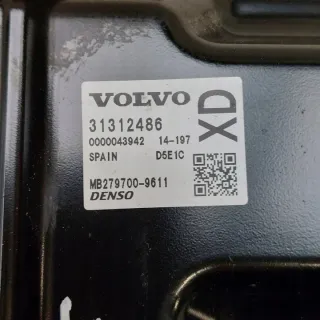 VOLVO
XD
31312486
0000043942 14-197
SPAIN D5E1C
MB279700-9611
DENSO